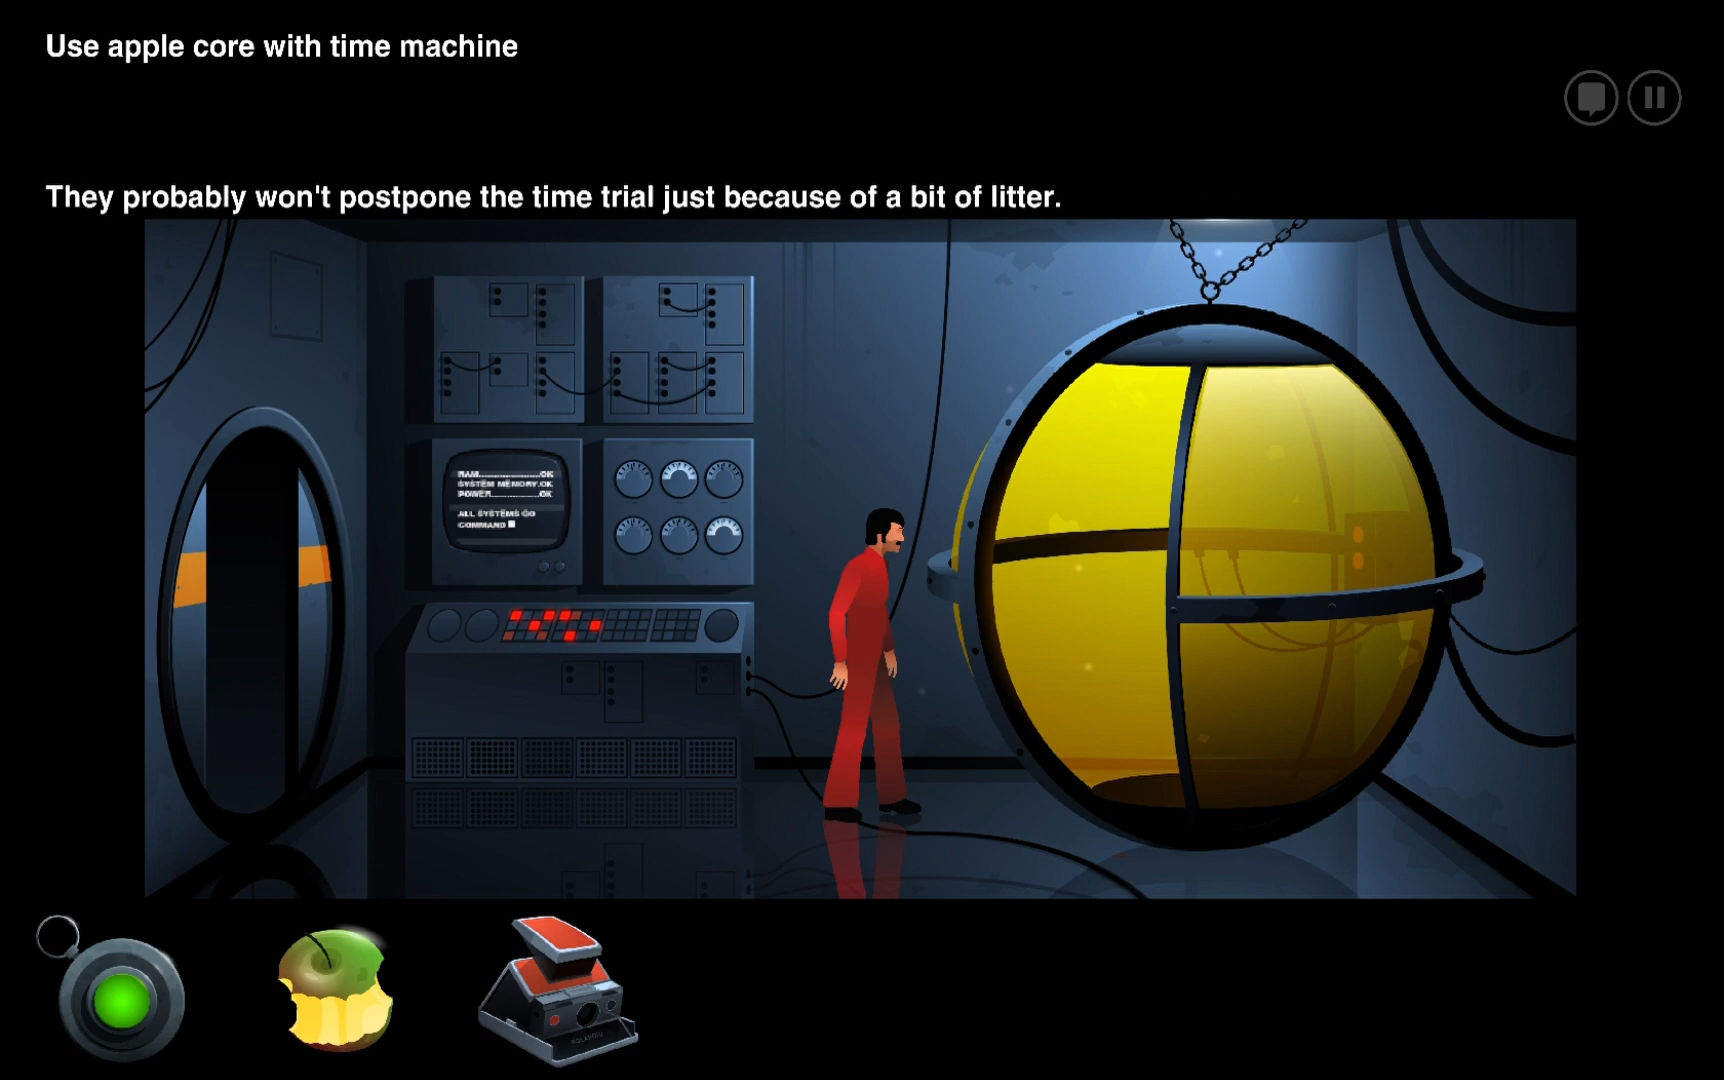 Use apple core with time machine
They probably won't postpone the time trial just because of a bit of litter.
RAM....................OK
SYSTEM MEMORY.OK
POWER...............OK
ALL SYSTEMS GO
COMMAND